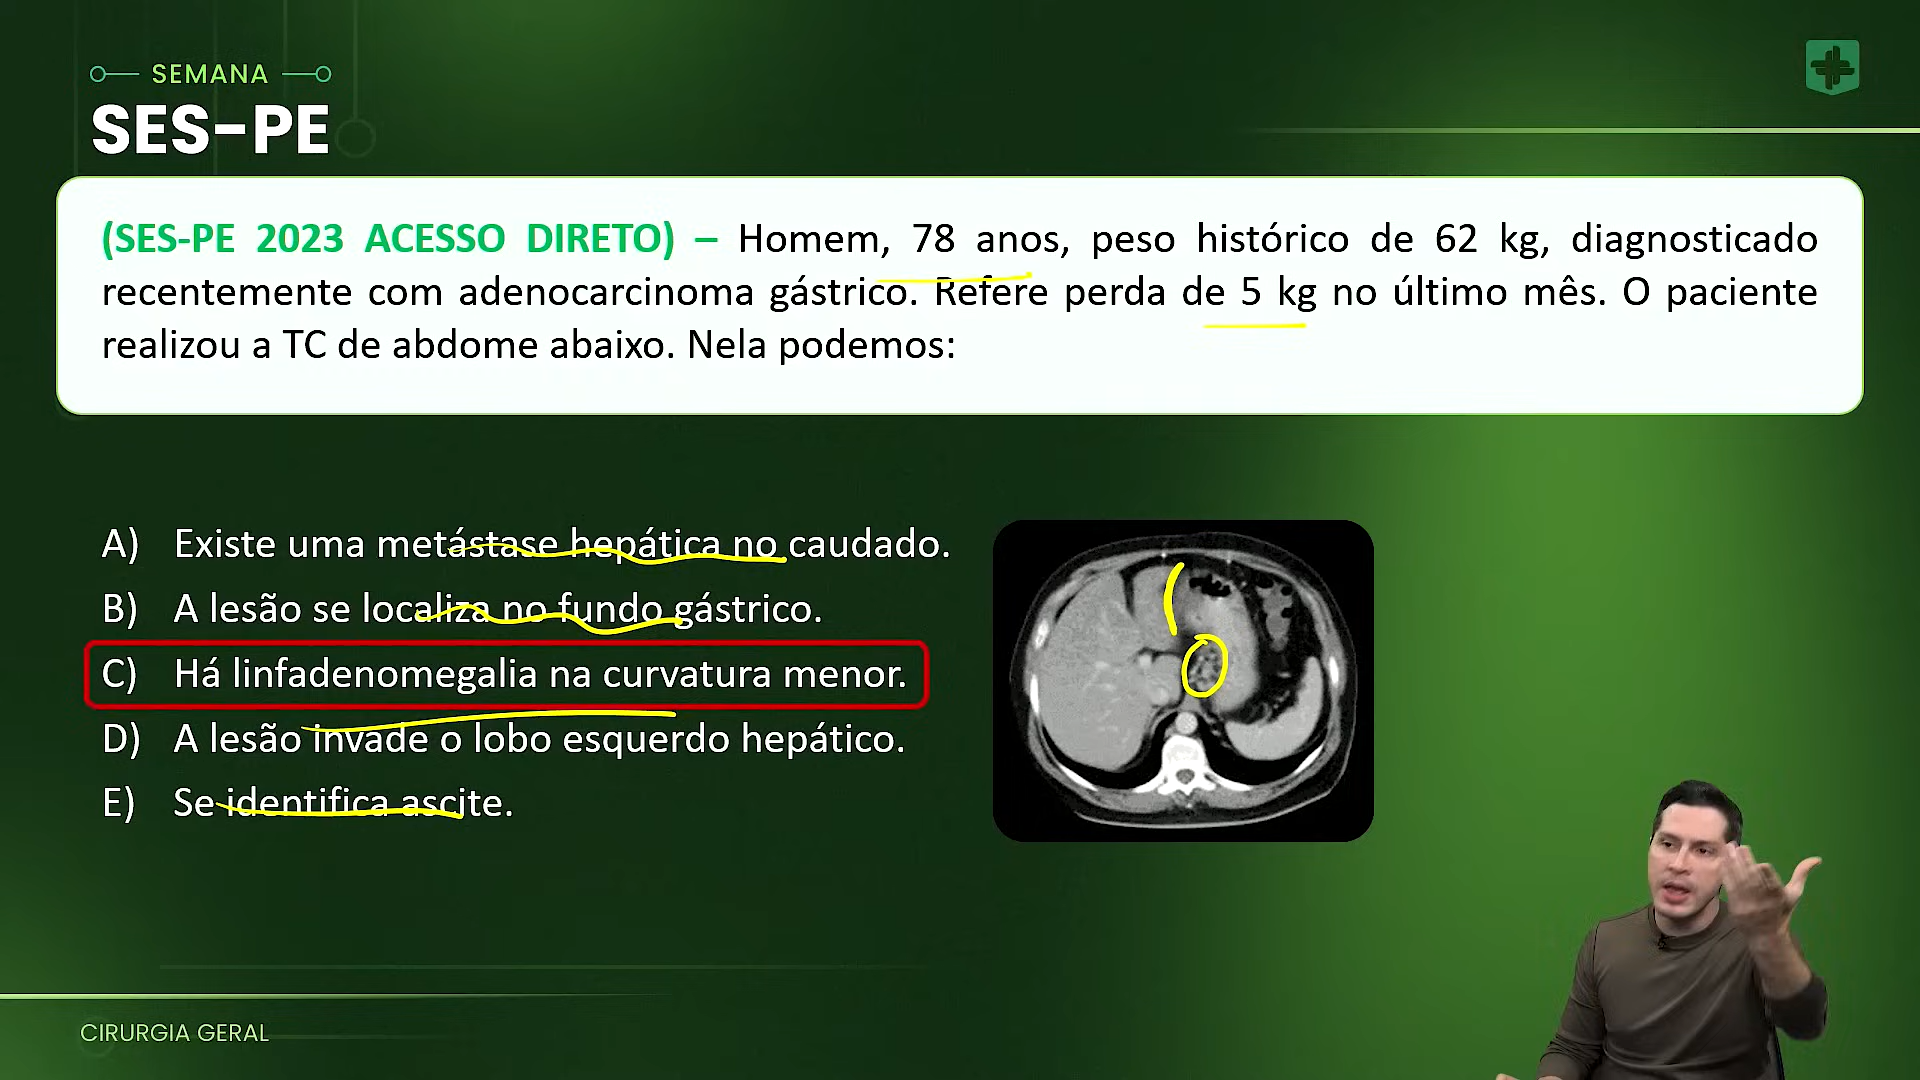 SEMANA
SES-PE
(SES-PE 2023 ACESSO DIRETO) – Homem, 78 anos, peso histórico de 62 kg, diagnosticado
recentemente com adenocarcinoma gástrico. Refere perda de 5 kg no último mês. O paciente
realizou a TC de abdome abaixo. Nela podemos:
A) Existe uma metástase hepática no caudado.
B) A lesão se localiza no fundo gástrico.
C) Há linfadenomegalia na curvatura menor.
D) A lesão invade o lobo esquerdo hepático.
E) Se identifica ascite.
CIRURGIA GERAL